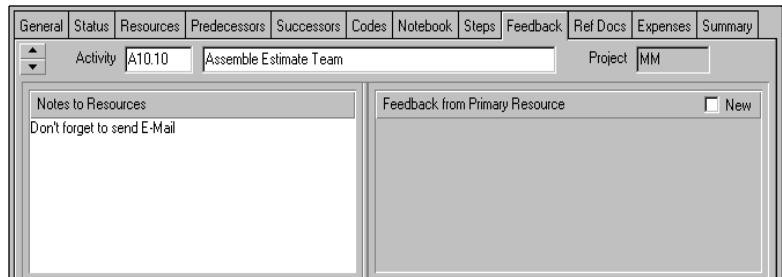 General Status Resources Predecessors Successors Codes Notebook Steps Feedback Ref Docs Expenses Summary
Activity A10.10 Assemble Estimate Team Project MM
Notes to Resources Feedback from Primary Resource New
Don't forget to send E-Mail